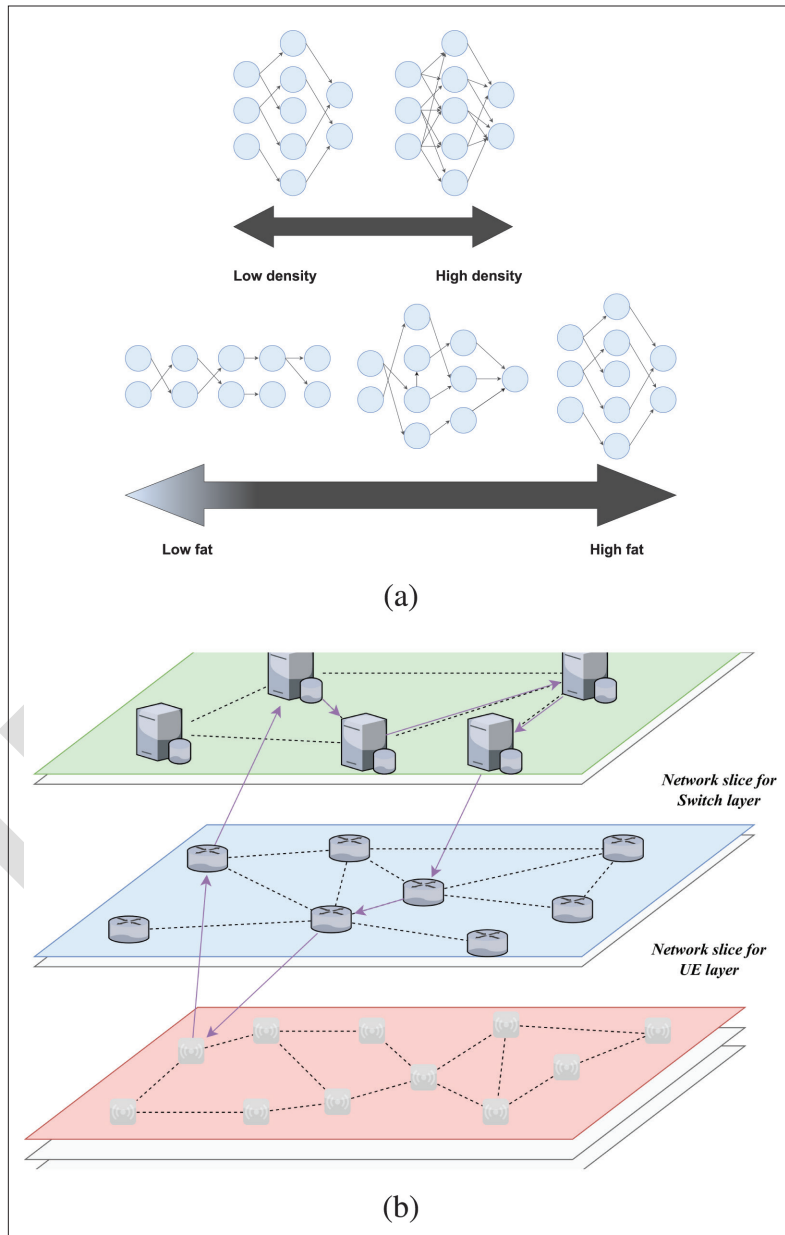 Low density
High density
Low fat
High fat
(a)
Network slice for
Switch layer
Network slice for
UE layer
(b)